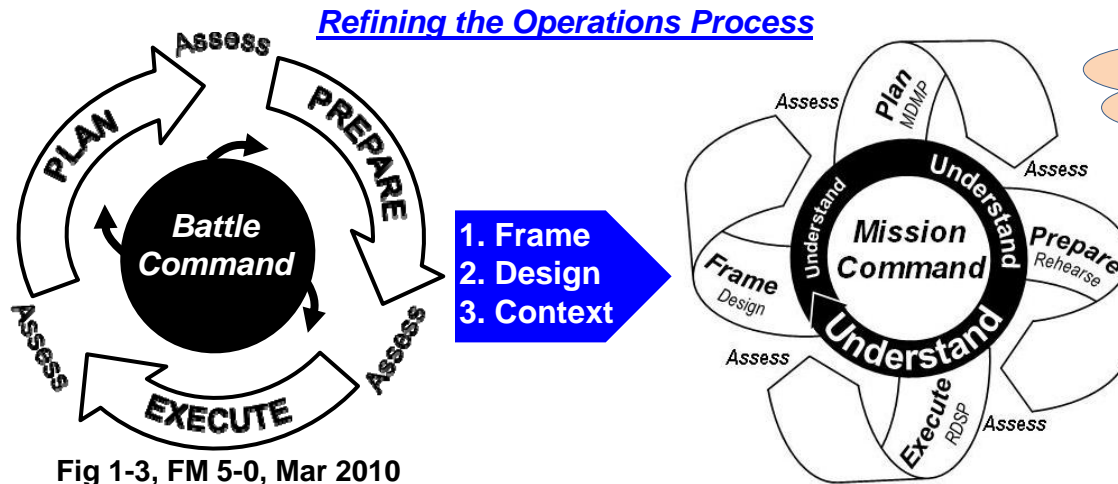 Refining the Operations Process
Assess
PLAN
PREPARE
Battle
Command
Assess
Assess
EXECUTE
Fig 1-3, FM 5-0, Mar 2010
1. Frame
2. Design
3. Context
Assess
Plan
MDMP
Assess
Understand
Understand
Mission
Command
Prepare
Rehearse
Frame
Design
Understand
Assess
Execute
RDSP
Assess